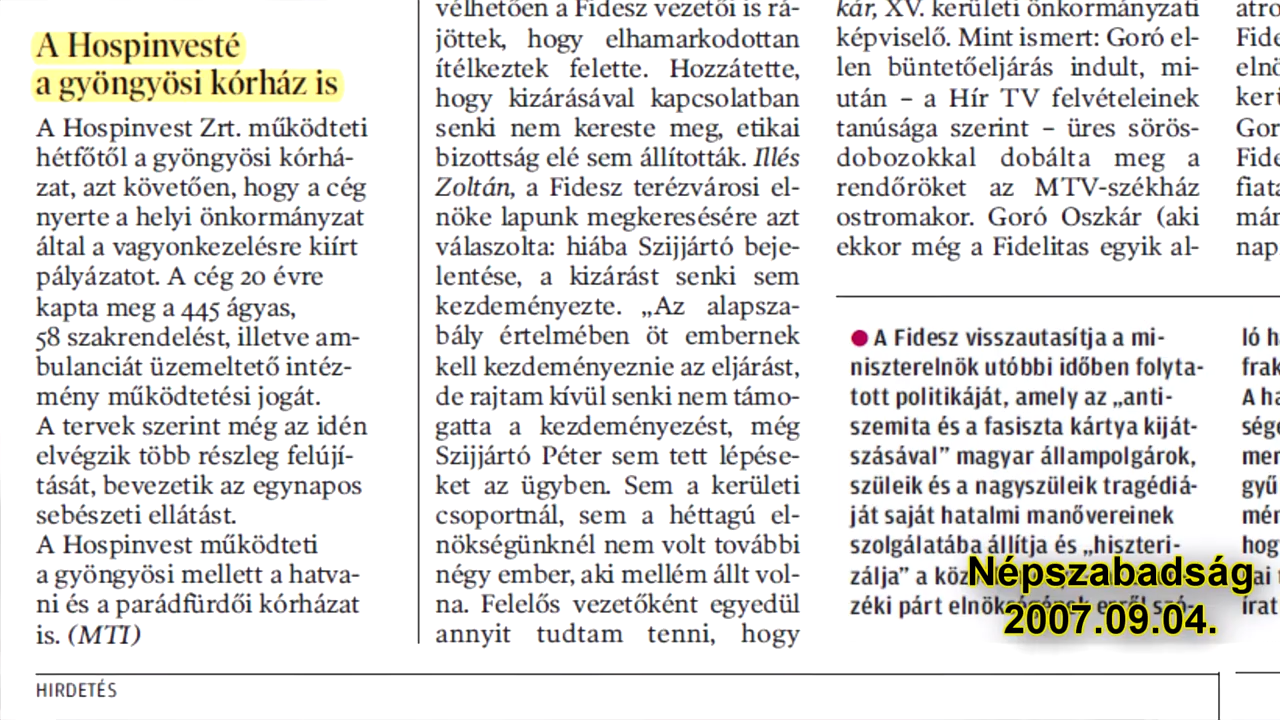 A Hospinvesté
a gyöngyösi kórház is
A Hospinvest Zrt. működteti
hétfőtől a gyöngyösi kórhá-
zat, azt követően, hogy a cég
nyerte a helyi önkormányzat
által a vagyonkezelésre kiírt
pályázatot. A cég 20 évre
kapta meg a 445 ágyas,
58 szakrendelést, illetve am-
bulanciát üzemeltető intéz-
mény működtetési jogát.
A tervek szerint még az idén
elvégzik több részleg felújí-
tását, bevezetik az egynapos
sebészeti ellátást.
A Hospinvest működteti
a gyöngyösi mellett a hatva-
ni és a parádfürdői kórházat
is. (MTI)
vélhetően a Fidesz vezetői is rá-
jöttek, hogy elhamarkodottan
ítélkeztek felette. Hozzátette,
hogy kizárásával kapcsolatban
senki nem kereste meg, etikai
bizottság elé sem állították. Illés
Zoltán, a Fidesz terézvárosi el-
nöke lapunk megkeresésére azt
válaszolta: hiába Szijjártó beje-
lentése, a kizárást senki sem
kezdeményezte. „Az alapsza-
bály értelmében öt embernek
kell kezdeményeznie az eljárást,
de rajtam kívül senki nem támo-
gatta a kezdeményezést, még
Szijjártó Péter sem tett lépése-
ket az ügyben. Sem a kerületi
csoportnál, sem a héttagú el-
nökségünknél nem volt további
négy ember, aki mellém állt vol-
na. Felelős vezetőként egyedül
annyit tudtam tenni, hogy
kár, XV. kerületi önkormányzati
képviselő. Mint ismert: Goró el-
len büntetőeljárás indult, mi-
után – a Hír TV felvételeinek
tanúsága szerint – üres sörös-
dobozokkal dobálta meg a
rendőröket az MTV-székház
ostromakor. Goró Oszkár (aki
ekkor még a Fidelitas egyik al-
● A Fidesz visszautasítja a mi-
niszterelnök utóbbi időben folyta-
tott politikáját, amely az „anti-
szemita és a fasiszta kártya kiját-
szásával” magyar állampolgárok,
szüleik és a nagyszüleik tragédiá-
ját saját hatalmi manővereinek
szolgálatába állítja és „hiszteri-
zálja” a köz
zéki párt
Népszabadság
2007.09.04.
HIRDETÉS